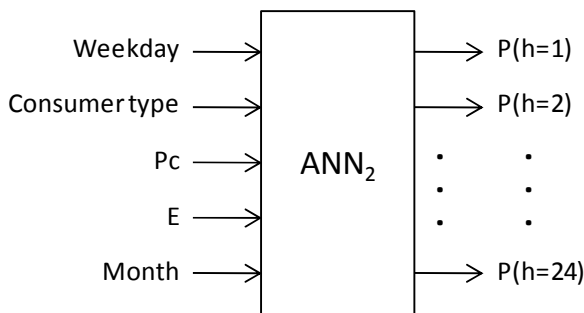 Weekday
Consumer type
Pc
E
Month
ANN₂
P(h=1)
P(h=2)
P(h=24)